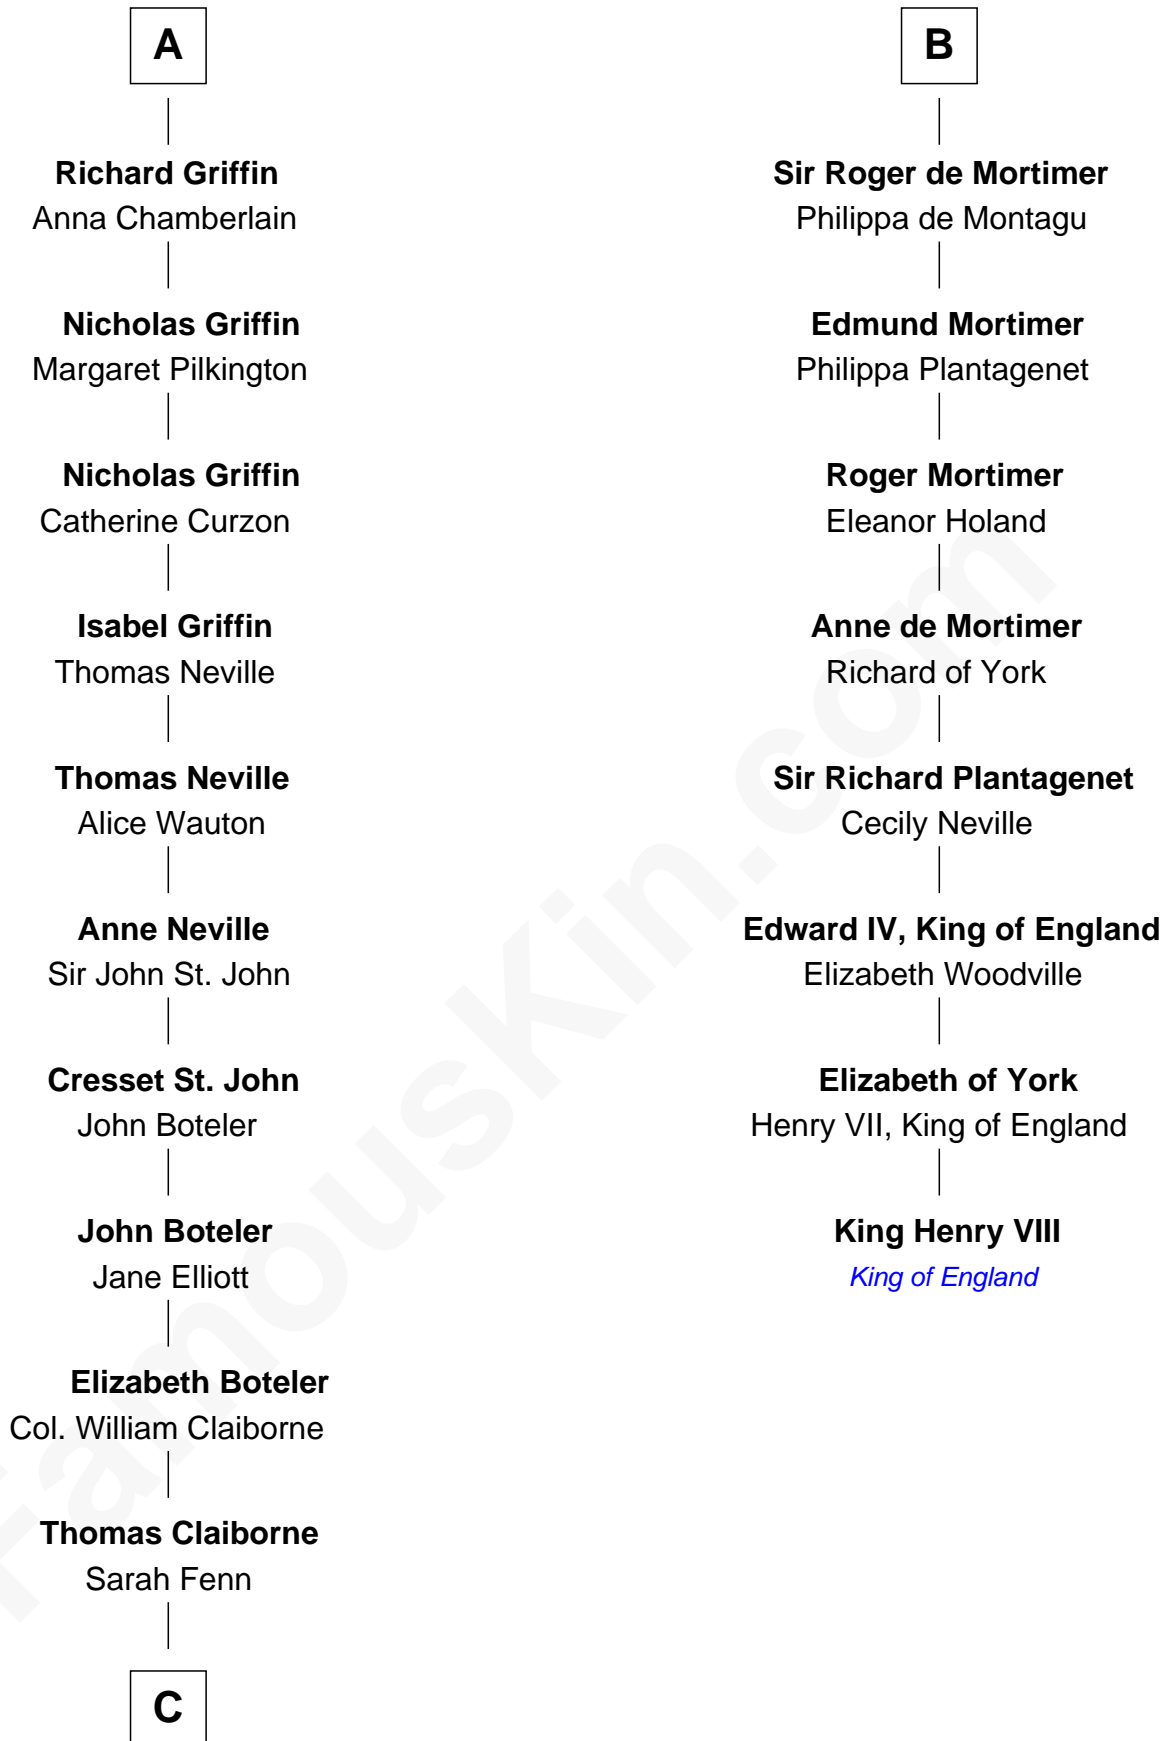 A
Richard Griffin
Anna Chamberlain
Nicholas Griffin
Margaret Pilkington
Nicholas Griffin
Catherine Curzon
Isabel Griffin
Thomas Neville
Thomas Neville
Alice Wauton
Anne Neville
Sir John St. John
Cresset St. John
John Boteler
John Boteler
Jane Elliott
Elizabeth Boteler
Col. William Claiborne
Thomas Claiborne
Sarah Fenn
C
B
Sir Roger de Mortimer
Philippa de Montagu
Edmund Mortimer
Philippa Plantagenet
Roger Mortimer
Eleanor Holand
Anne de Mortimer
Richard of York
Sir Richard Plantagenet
Cecily Neville
Edward IV, King of England
Elizabeth Woodville
Elizabeth of York
Henry VII, King of England
King Henry VIII
King of England
FamousKin.com